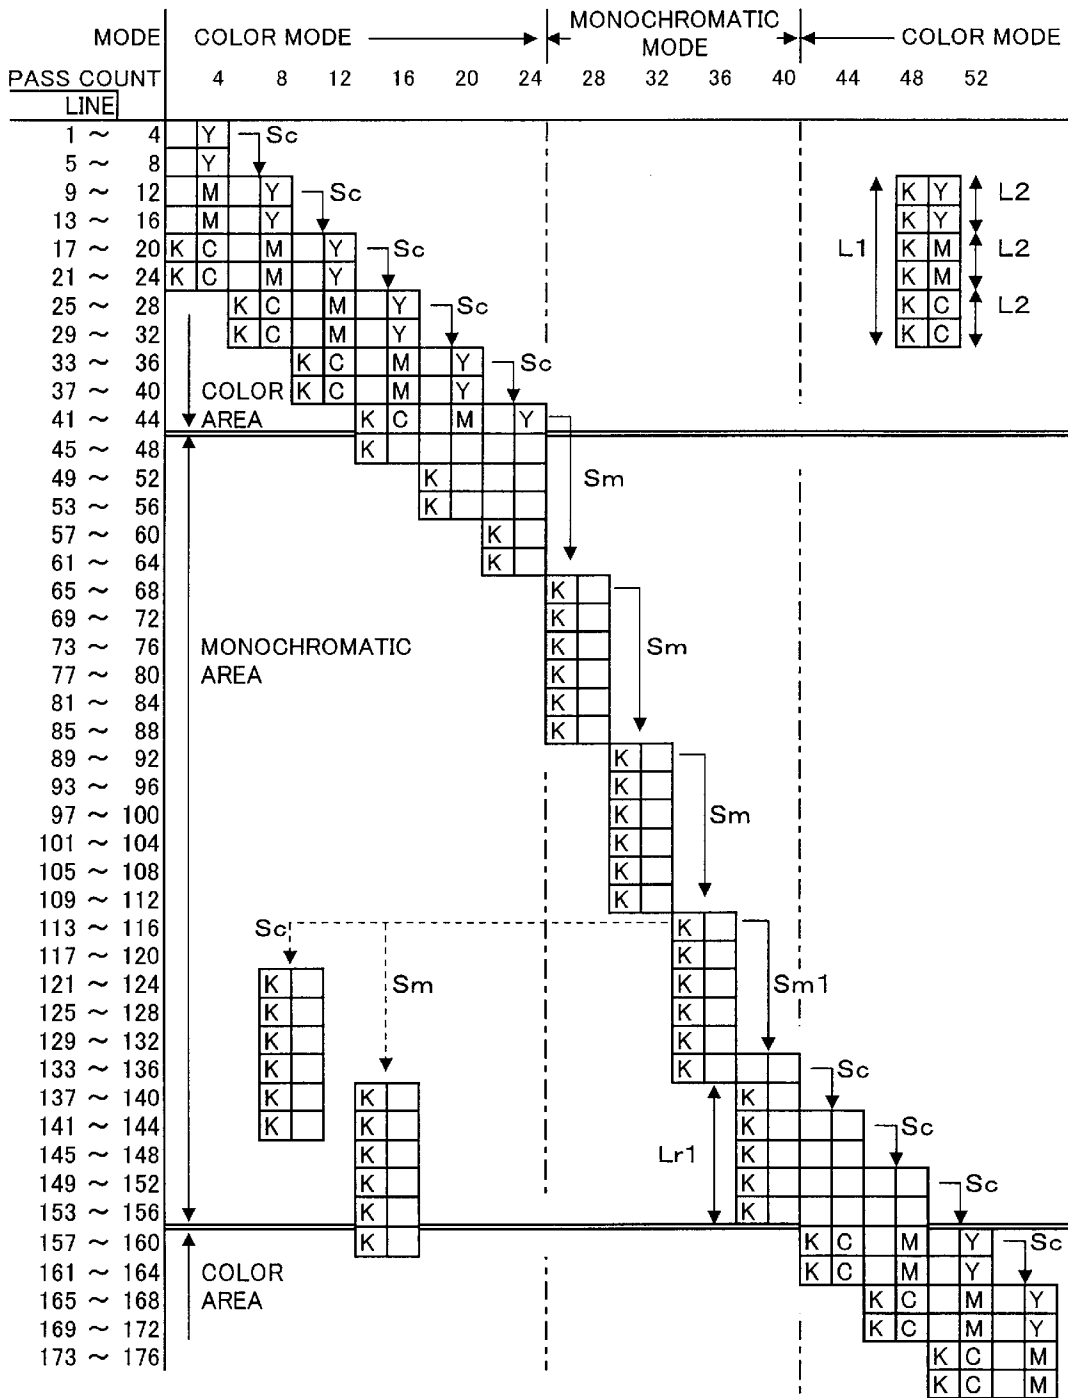 MODE COLOR MODE MONOCHROMATIC MODE COLOR MODE
PASS COUNT 4 8 12 16 20 24 28 32 36 40 44 48 52
LINE
1 ~ 4 Y Sc
5 ~ 8 Y
9 ~ 12 M Y Sc K Y L2
13 ~ 16 M Y K Y
17 ~ 20 K C M Y Sc L1 K M L2
21 ~ 24 K C M Y K M
25 ~ 28 K C M Y Sc K C L2
29 ~ 32 K C M Y K C
33 ~ 36 K C M Y Sc
37 ~ 40 COLOR K C M Y
41 ~ 44 AREA K C M Y
45 ~ 48 K
49 ~ 52 K Sm
53 ~ 56 K
57 ~ 60 K
61 ~ 64 K
65 ~ 68 K
69 ~ 72 K
73 ~ 76 MONOCHROMATIC K Sm
77 ~ 80 AREA K
81 ~ 84 K
85 ~ 88 K
89 ~ 92 K
93 ~ 96 K
97 ~ 100 K Sm
101 ~ 104 K
105 ~ 108 K
109 ~ 112 K
113 ~ 116 Sc K
117 ~ 120 K
121 ~ 124 K Sm K Sm1
125 ~ 128 K K
129 ~ 132 K K
133 ~ 136 K K Sc
137 ~ 140 K K K
141 ~ 144 K K K Sc
145 ~ 148 K Lr1 K
149 ~ 152 K K Sc
153 ~ 156 K K
157 ~ 160 K K C M Y Sc
161 ~ 164 COLOR K C M Y
165 ~ 168 AREA K C M Y
169 ~ 172 K C M Y
173 ~ 176 K C M
K C M